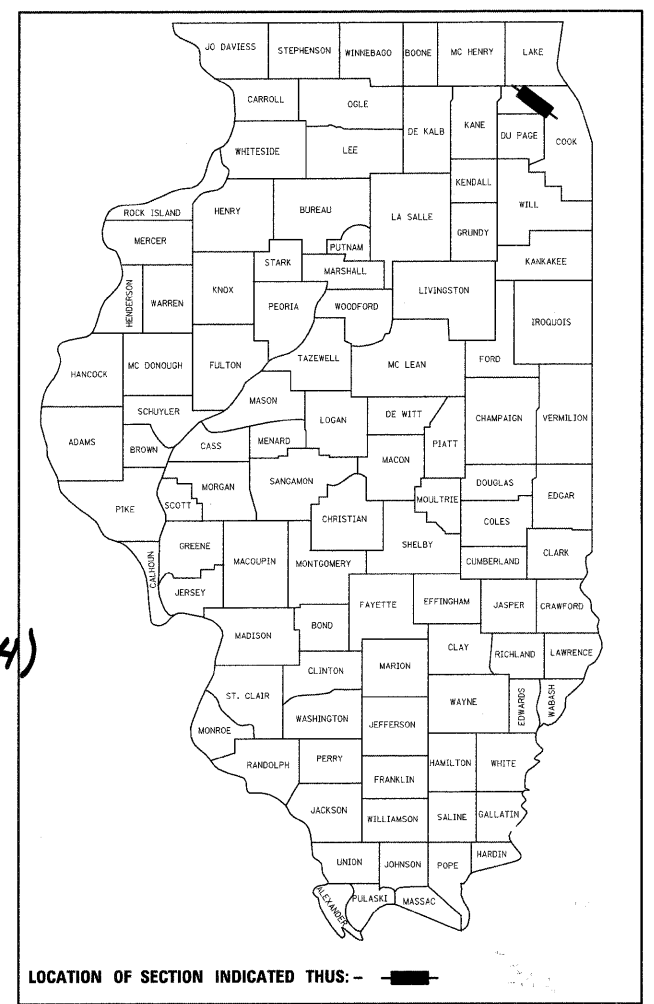 JO DAVIESS STEPHENSON WINNEBAGO BOONE MC HENRY LAKE
CARROLL OGLE DE KALB KANE DU PAGE COOK
WHITESIDE LEE
KENDALL
ROCK ISLAND HENRY BUREAU LA SALLE GRUNDY WILL
MERCER PUTNAM
STARK MARSHALL KANKAKEE
HENDERSON WARREN KNOX PEORIA WOODFORD LIVINGSTON
IROQUOIS
HANCOCK MC DONOUGH FULTON TAZEWELL MC LEAN FORD
MASON
SCHUYLER LOGAN DE WITT CHAMPAIGN VERMILION
ADAMS BROWN CASS MENARD PIATT
MACON
MORGAN SANGAMON DOUGLAS
PIKE SCOTT MOULTRIE EDGAR
CHRISTIAN COLES
GREENE SHELBY
CALHOUN MACOUPIN MONTGOMERY CUMBERLAND CLARK
JERSEY FAYETTE EFFINGHAM JASPER CRAWFORD
MADISON BOND
4)
CLINTON MARION CLAY RICHLAND LAWRENCE
ST. CLAIR WAYNE EDWARDS WABASH
WASHINGTON JEFFERSON
MONROE
RANDOLPH PERRY HAMILTON WHITE
FRANKLIN
JACKSON WILLIAMSON SALINE GALLATIN
UNION JOHNSON POPE HARDIN
ALEXANDER PULASKI MASSAC
LOCATION OF SECTION INDICATED THUS: -